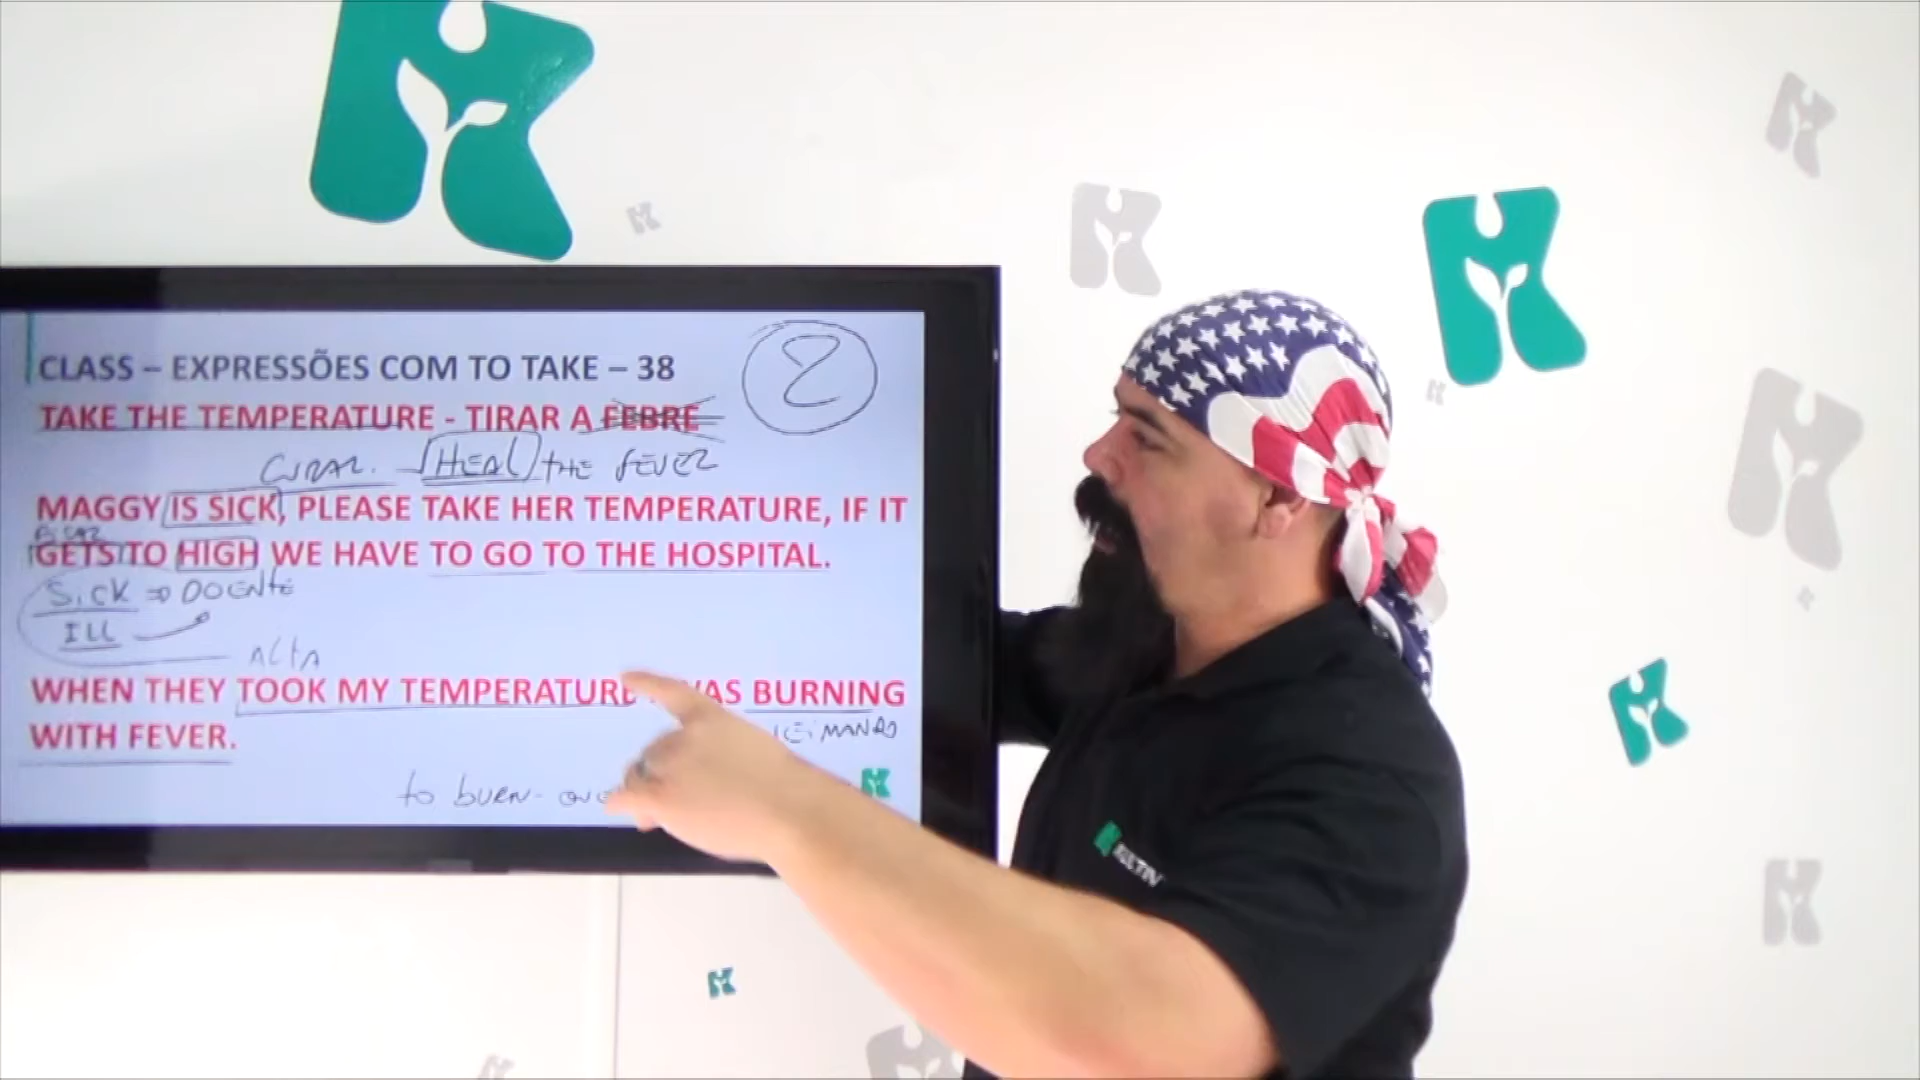 CLASS – EXPRESSÕES COM TO TAKE – 38
2
TAKE THE TEMPERATURE - TIRAR A FEBRE
CURAR. HEAL THE FEVER
MAGGY IS SICK, PLEASE TAKE HER TEMPERATURE, IF IT
GETS TO HIGH WE HAVE TO GO TO THE HOSPITAL.
SICK ⇒ DOENTE
ILL
ALTA
WHEN THEY TOOK MY TEMPERATURE WAS BURNING
WITH FEVER.
to BURN-